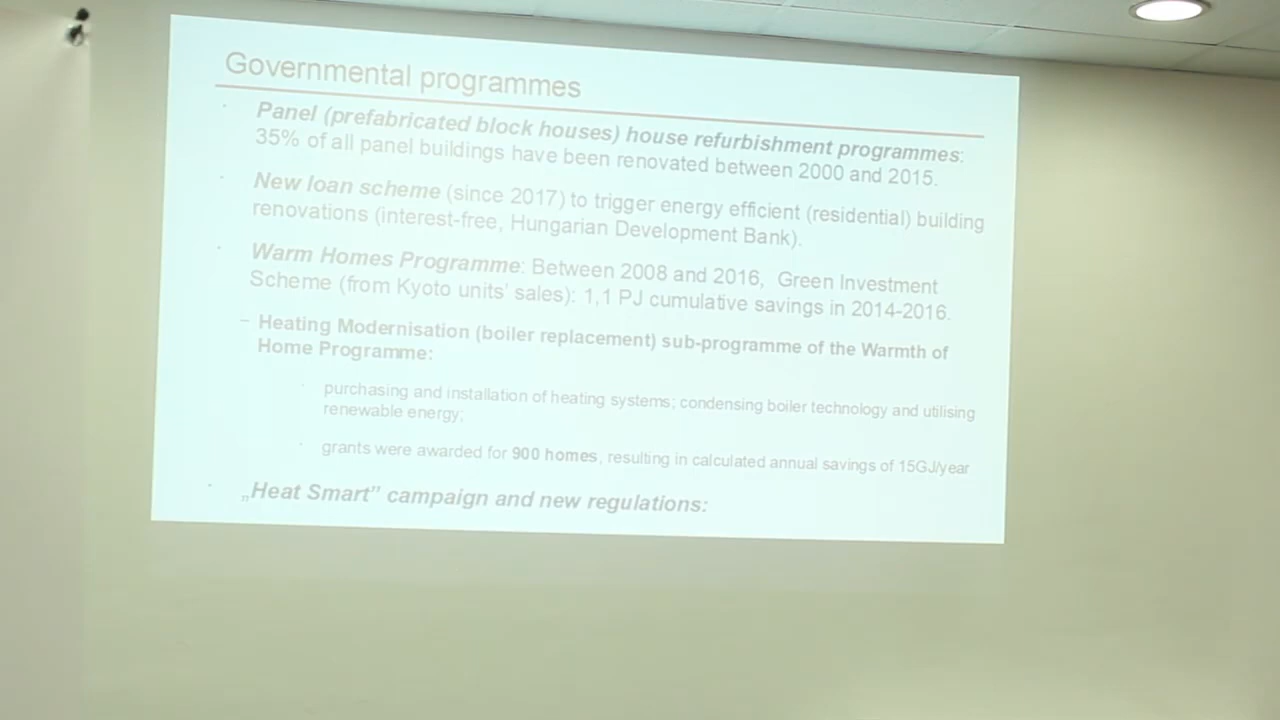 Governmental programmes
· Panel (prefabricated block houses) house refurbishment programmes:
35% of all panel buildings have been renovated between 2000 and 2015.
· New loan scheme (since 2017) to trigger energy efficient (residential) building
renovations (interest-free, Hungarian Development Bank).
· Warm Homes Programme: Between 2008 and 2016, Green Investment
Scheme (from Kyoto units' sales): 1,1 PJ cumulative savings in 2014-2016.
– Heating Modernisation (boiler replacement) sub-programme of the Warmth of
Home Programme:
· purchasing and installation of heating systems; condensing boiler technology and utilising
renewable energy;
· grants were awarded for 900 homes, resulting in calculated annual savings of 15GJ/year
· „Heat Smart” campaign and new regulations: